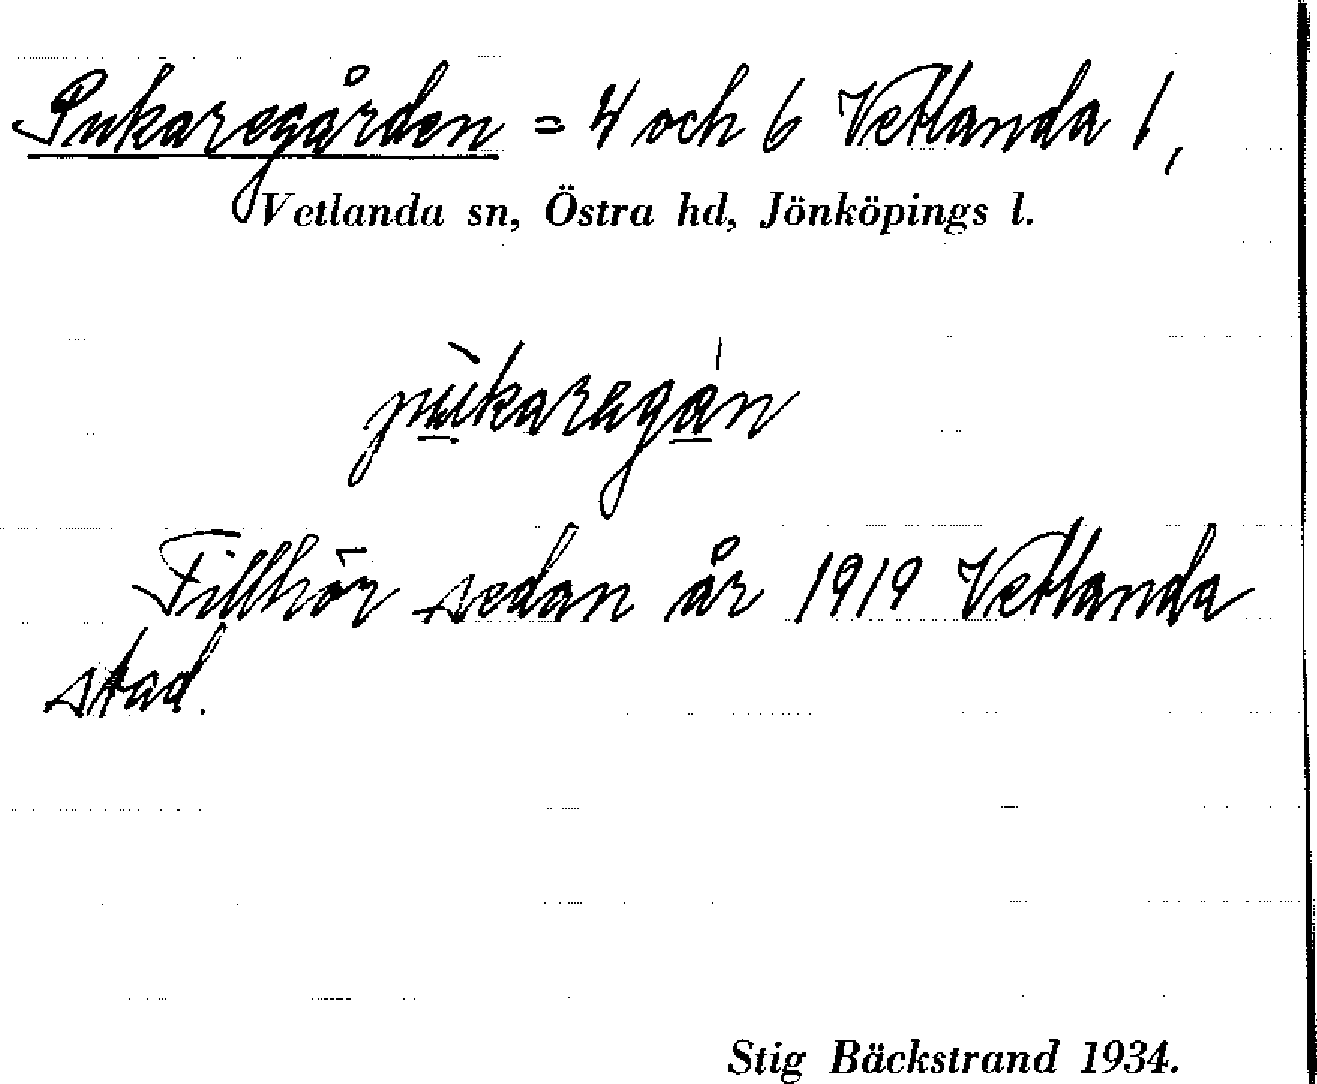 Pukaregården = 4 och 6 Vetlanda 1,
Vetlanda sn, Östra hd, Jönköpings l.
pùkaregán
Tillhör sedan år 1919 Vetlanda
stad.
Stig Bäckstrand 1934.